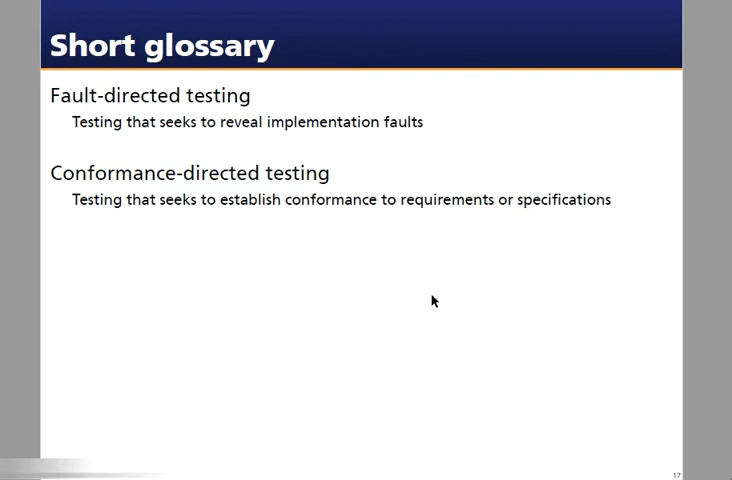 Short glossary
Fault-directed testing
Testing that seeks to reveal implementation faults
Conformance-directed testing
Testing that seeks to establish conformance to requirements or specifications
17